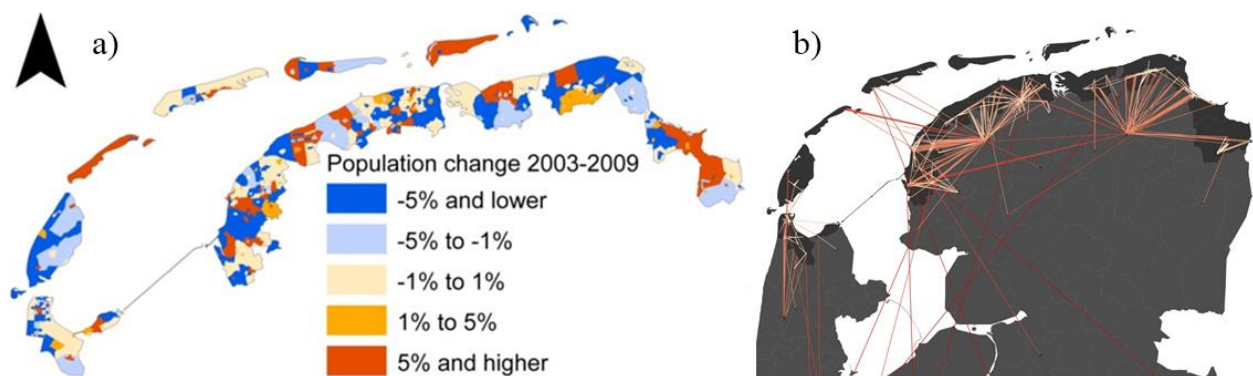 a)
b)
Population change 2003-2009
-5% and lower
-5% to -1%
-1% to 1%
1% to 5%
5% and higher